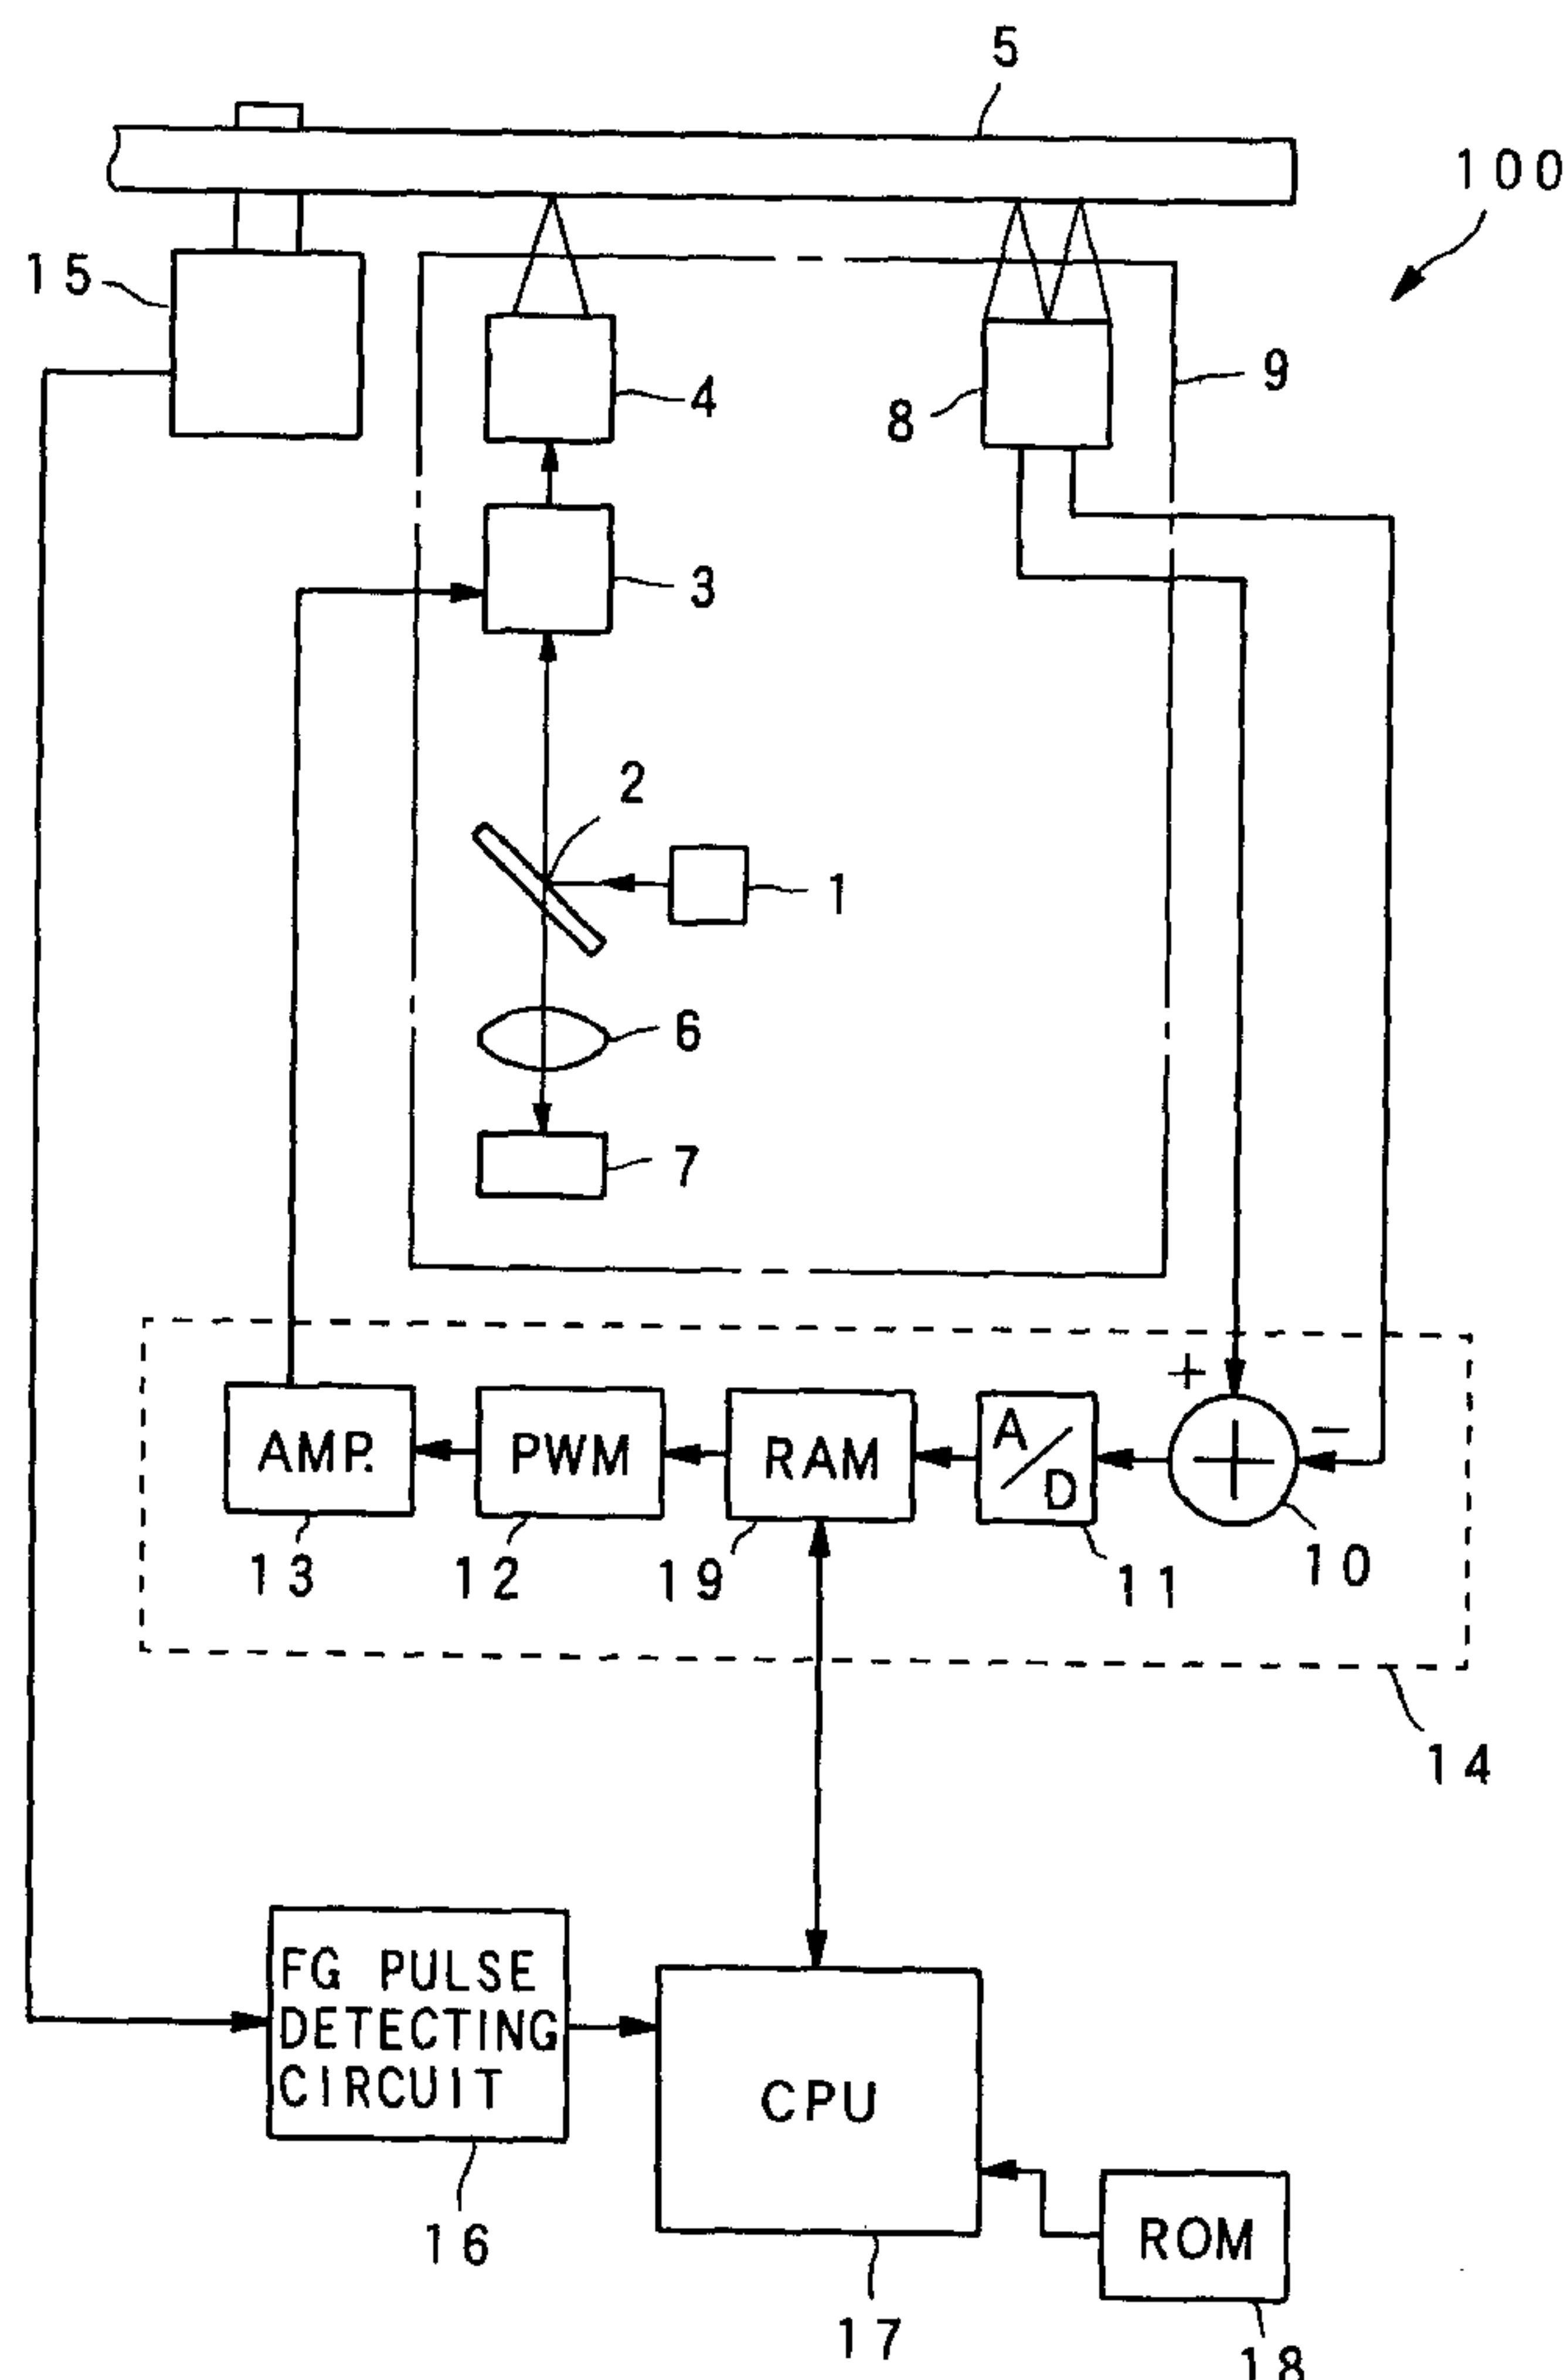 5
100
15
4
8
9
3
2
1
6
7
+
−
AMP.
PWM
RAM
A/D
13
12
19
11
10
14
FG PULSE
DETECTING
CIRCUIT
CPU
16
ROM
17
18